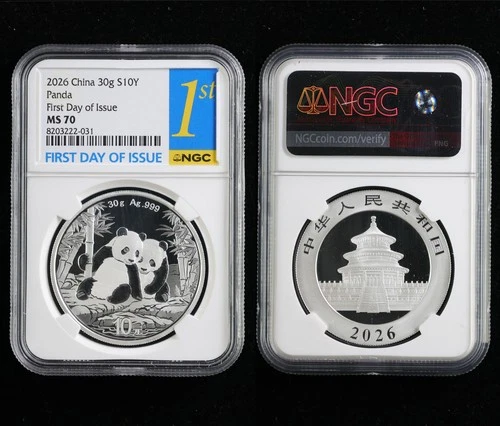 2026 China 30g S10Y
Panda
First Day of Issue
MS 70
8203222-031
FIRST DAY OF ISSUE
1st
NGC
30g Ag.999
10元
NGC
NGCcoin.com/verify
中华人民共和国
2026